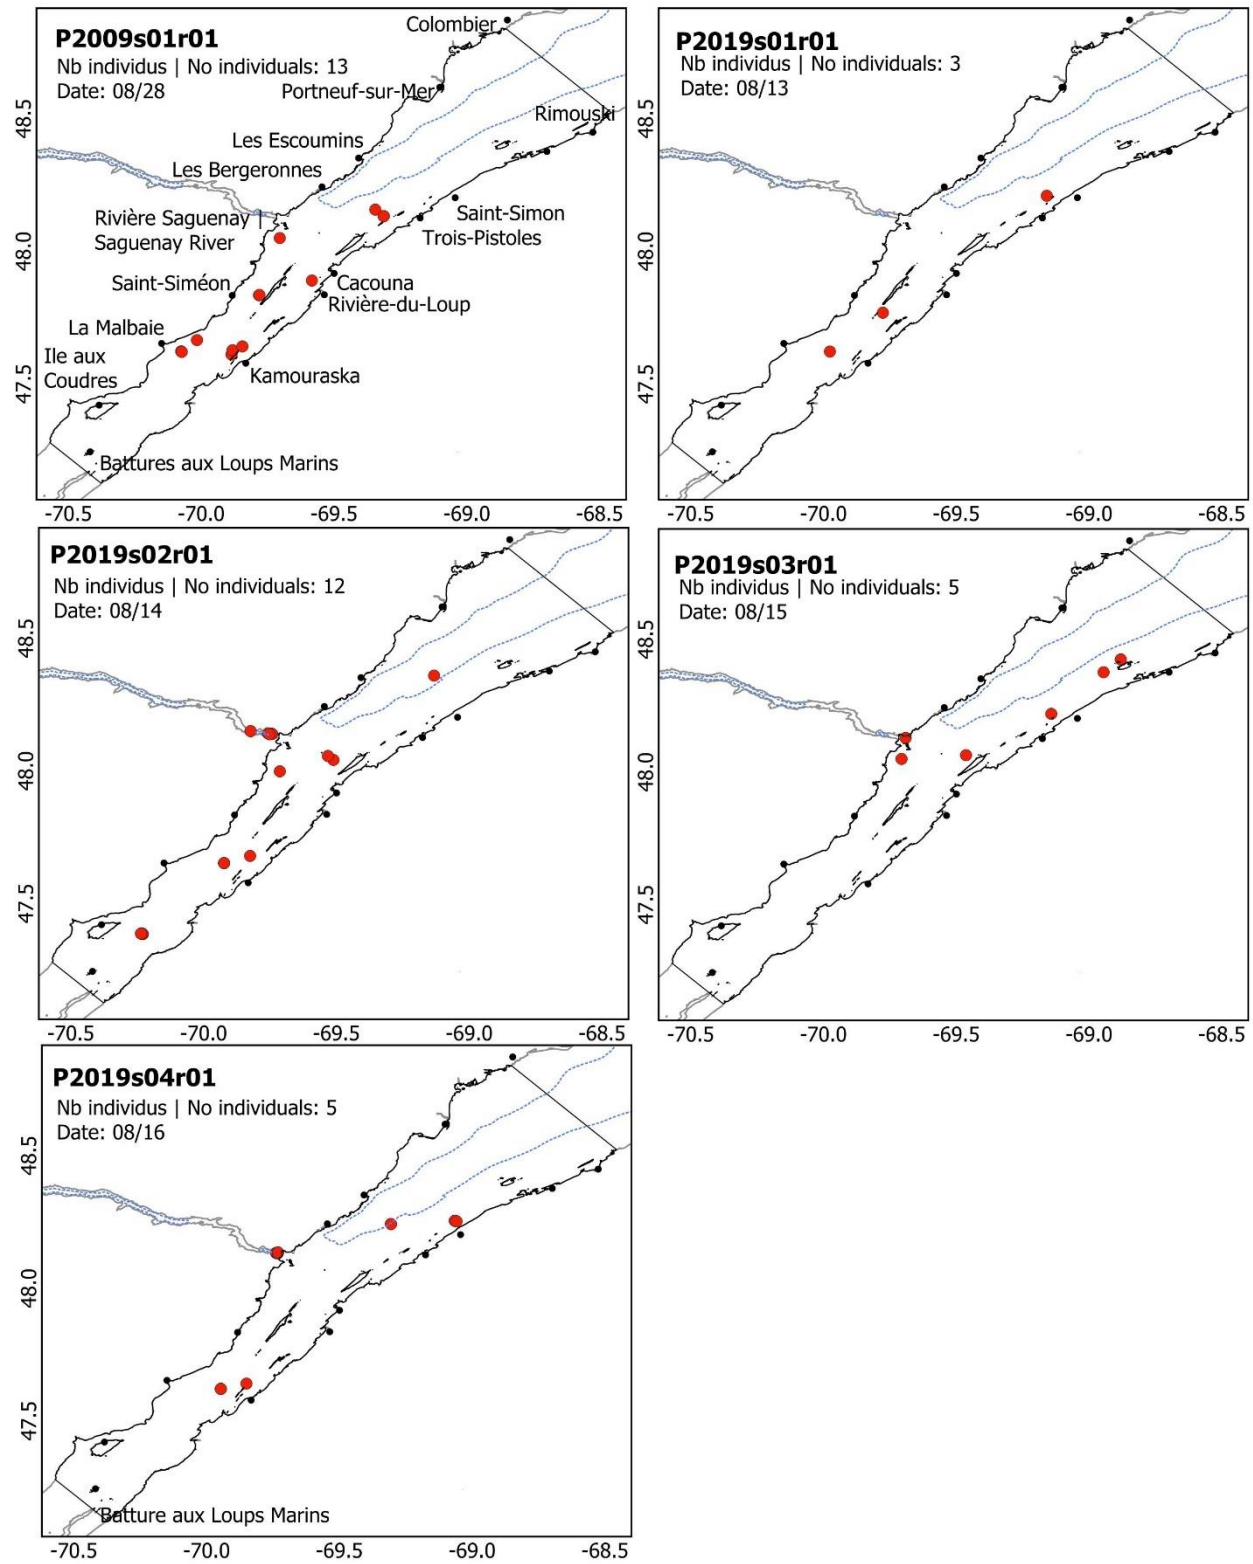 P2009s01r01
Nb individus | No individuals: 13
Date: 08/28
Colombier
Portneuf-sur-Mer
Rimouski
Les Escoumins
Les Bergeronnes
Rivière Saguenay |
Saguenay River
Saint-Simon
Trois-Pistoles
Saint-Siméon
Cacouna
Rivière-du-Loup
La Malbaie
Ile aux
Coudres
Kamouraska
Battures aux Loups Marins
48.5
48.0
47.5
-70.5 -70.0 -69.5 -69.0 -68.5
P2019s01r01
Nb individus | No individuals: 3
Date: 08/13
48.5
48.0
47.5
-70.5 -70.0 -69.5 -69.0 -68.5
P2019s02r01
Nb individus | No individuals: 12
Date: 08/14
48.5
48.0
47.5
-70.5 -70.0 -69.5 -69.0 -68.5
P2019s03r01
Nb individus | No individuals: 5
Date: 08/15
48.5
48.0
47.5
-70.5 -70.0 -69.5 -69.0 -68.5
P2019s04r01
Nb individus | No individuals: 5
Date: 08/16
48.5
48.0
47.5
Batture aux Loups Marins
-70.5 -70.0 -69.5 -69.0 -68.5